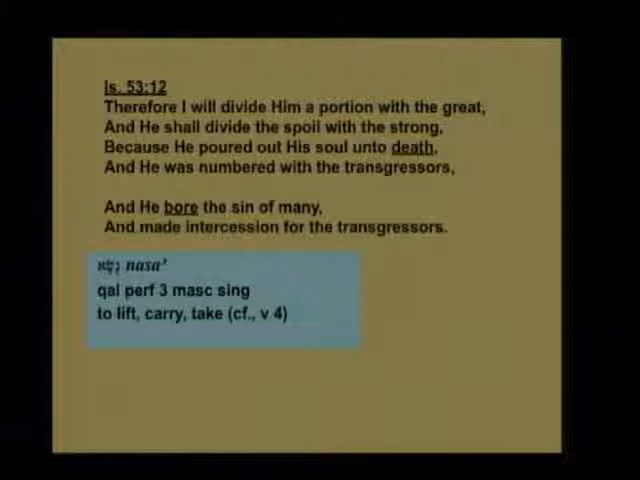 Is. 53:12
Therefore I will divide Him a portion with the great,
And He shall divide the spoil with the strong,
Because He poured out His soul unto death,
And He was numbered with the transgressors,
And He bore the sin of many,
And made intercession for the transgressors.
נָשָׂא nasa’
qal perf 3 masc sing
to lift, carry, take (cf., v 4)